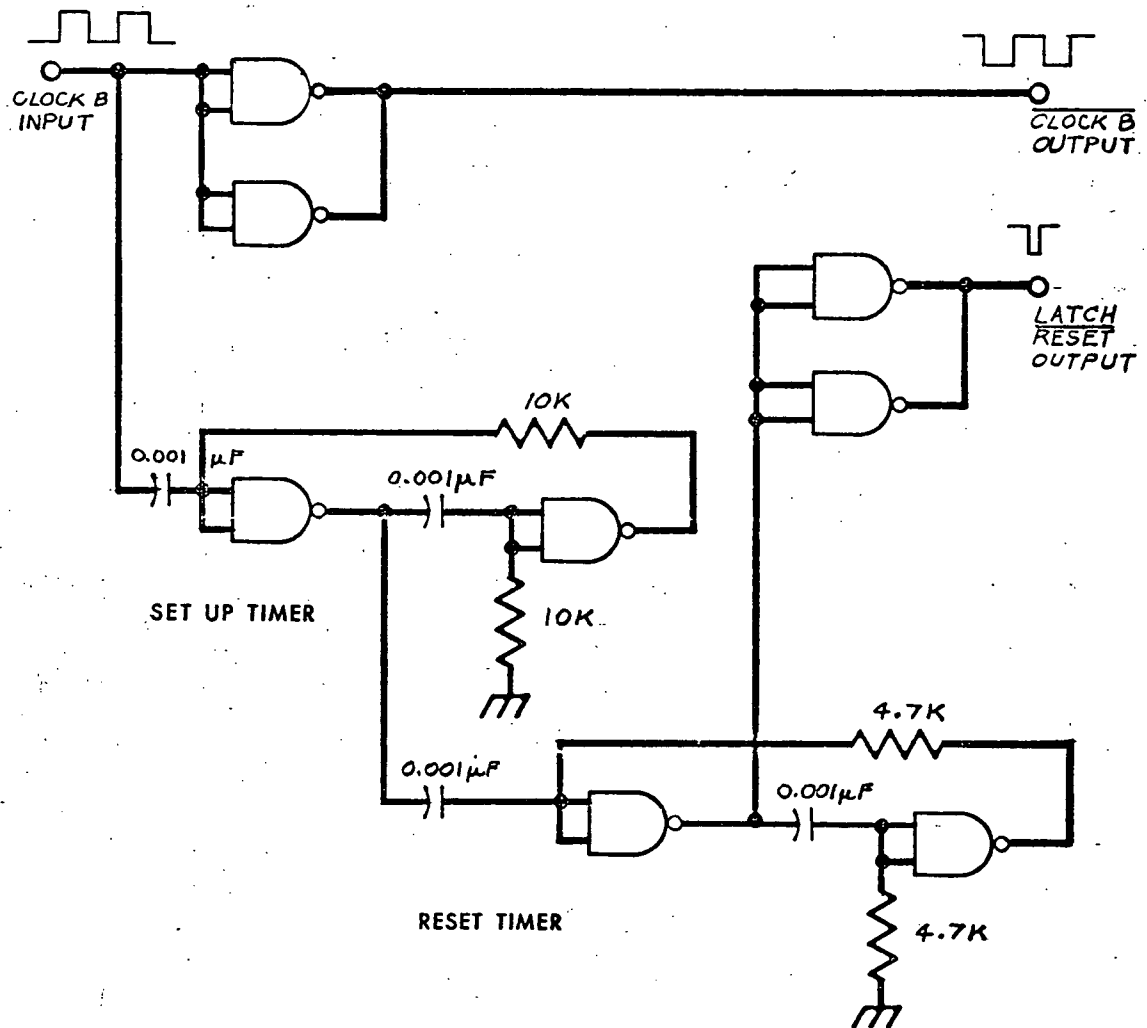 CLOCK B
INPUT
CLOCK B
OUTPUT
LATCH
RESET
OUTPUT
10K
0.001 µF
0.001µF
10K
SET UP TIMER
4.7K
0.001µF
0.001µF
4.7K
RESET TIMER